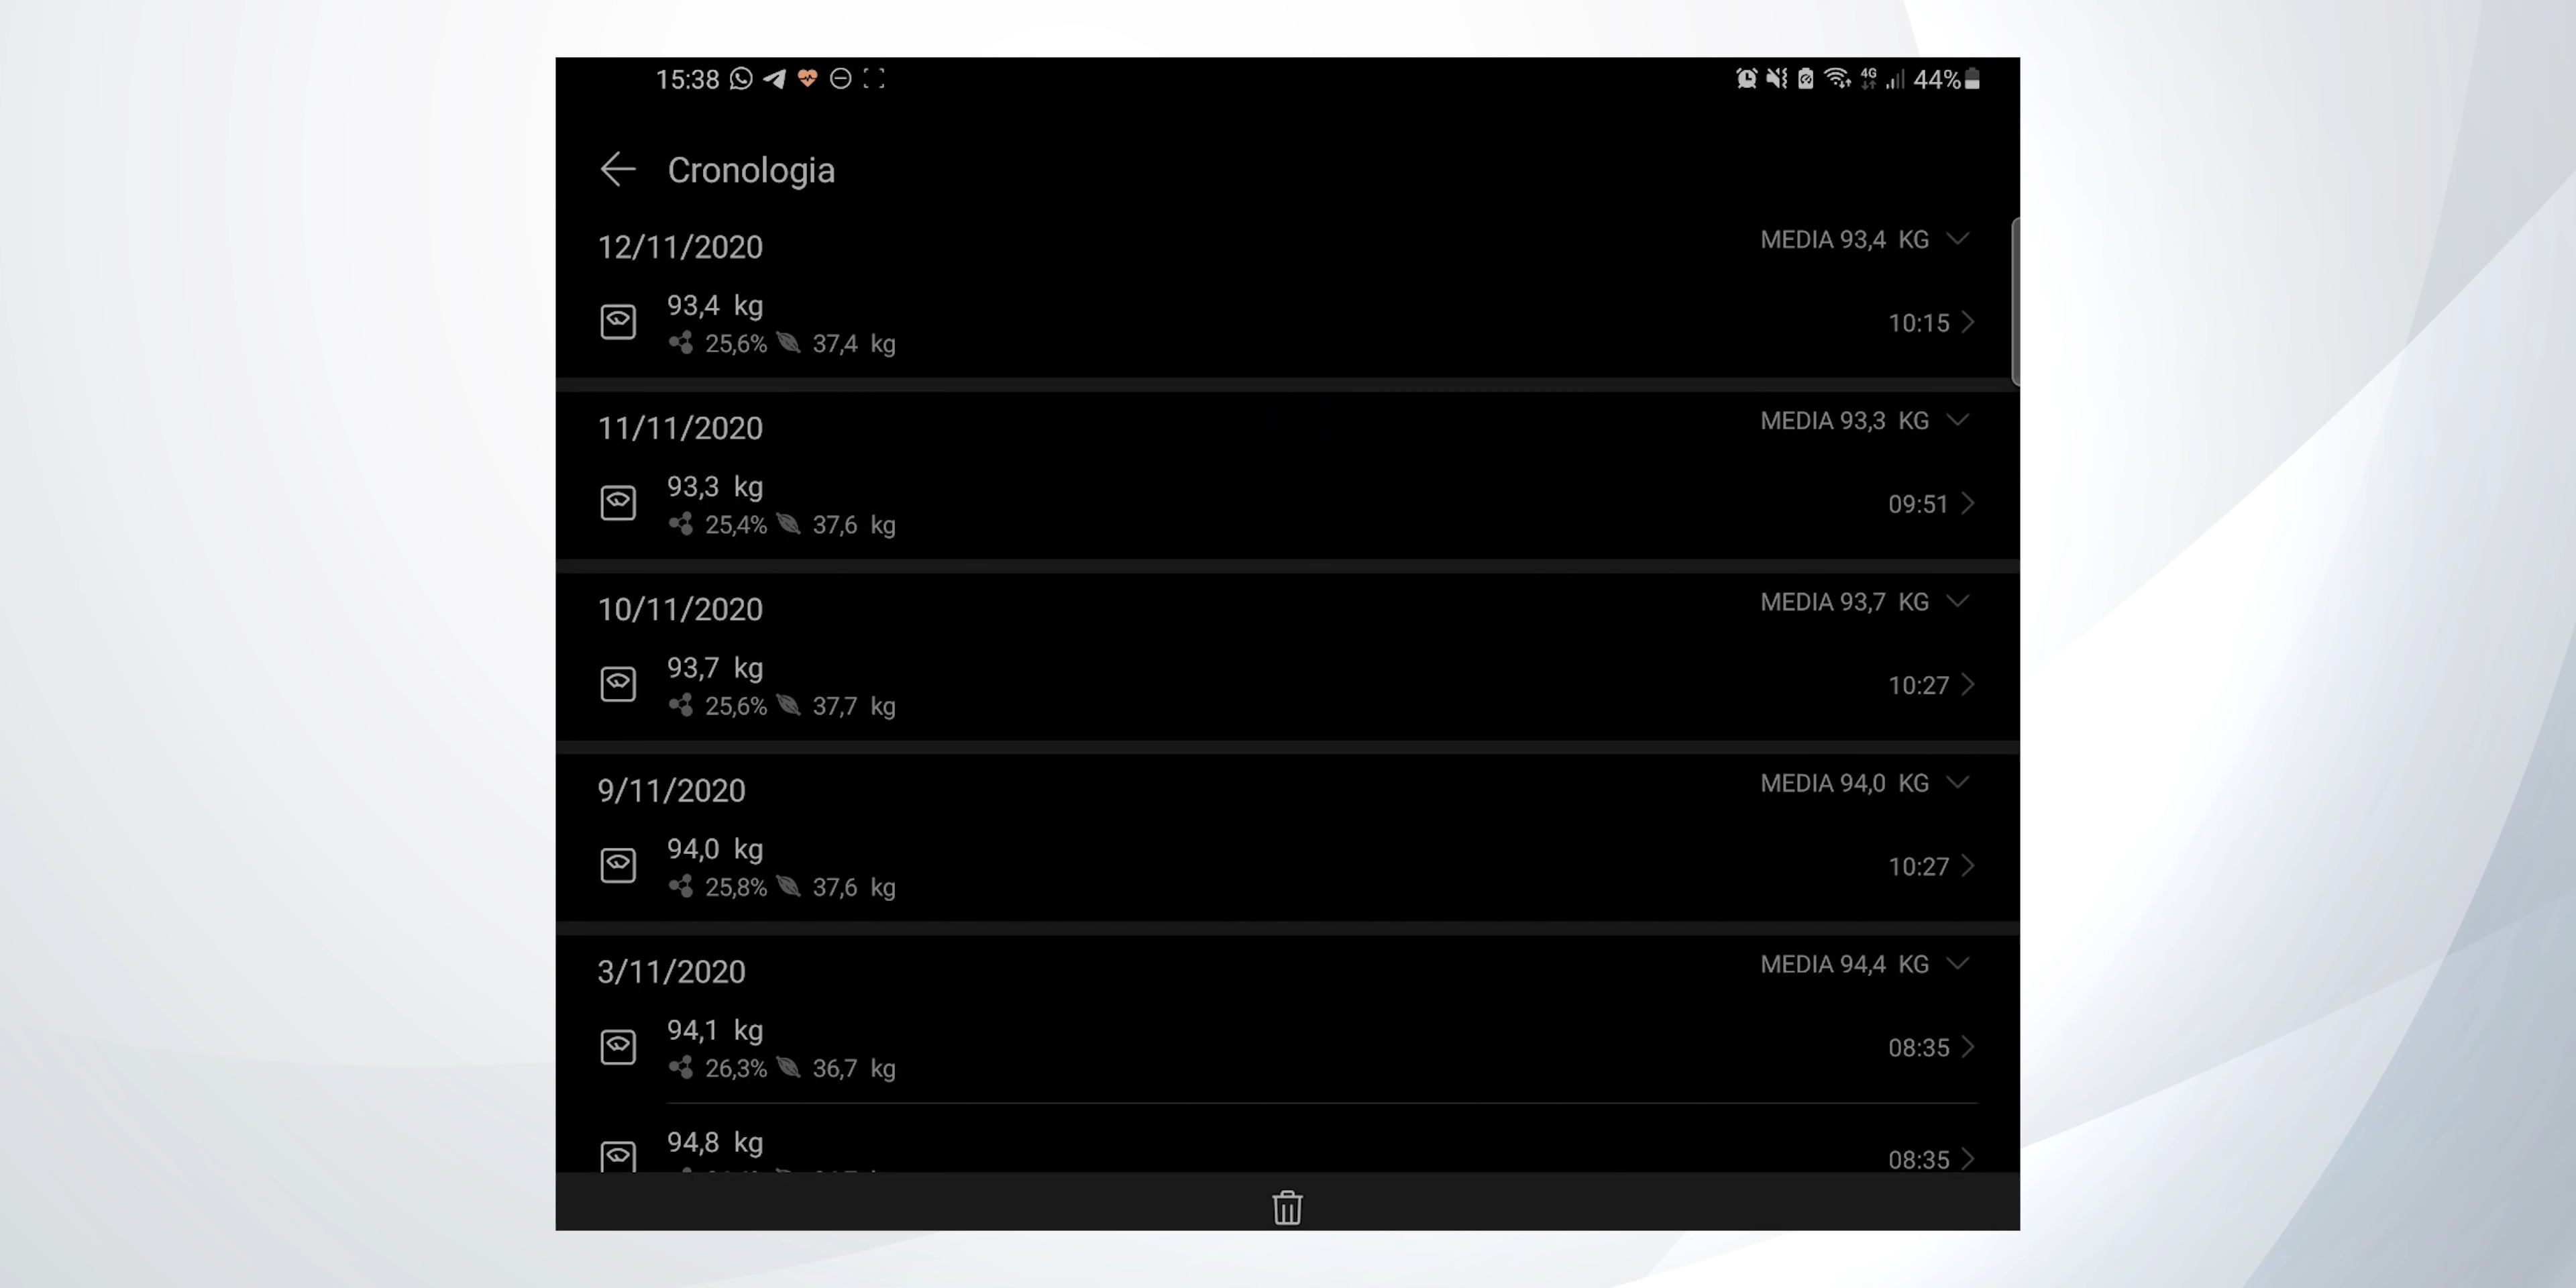 15:38 4G 44%
Cronologia
12/11/2020 MEDIA 93,4 KG
93,4 kg 10:15
25,6% 37,4 kg
11/11/2020 MEDIA 93,3 KG
93,3 kg 09:51
25,4% 37,6 kg
10/11/2020 MEDIA 93,7 KG
93,7 kg 10:27
25,6% 37,7 kg
9/11/2020 MEDIA 94,0 KG
94,0 kg 10:27
25,8% 37,6 kg
3/11/2020 MEDIA 94,4 KG
94,1 kg 08:35
26,3% 36,7 kg
94,8 kg 08:35